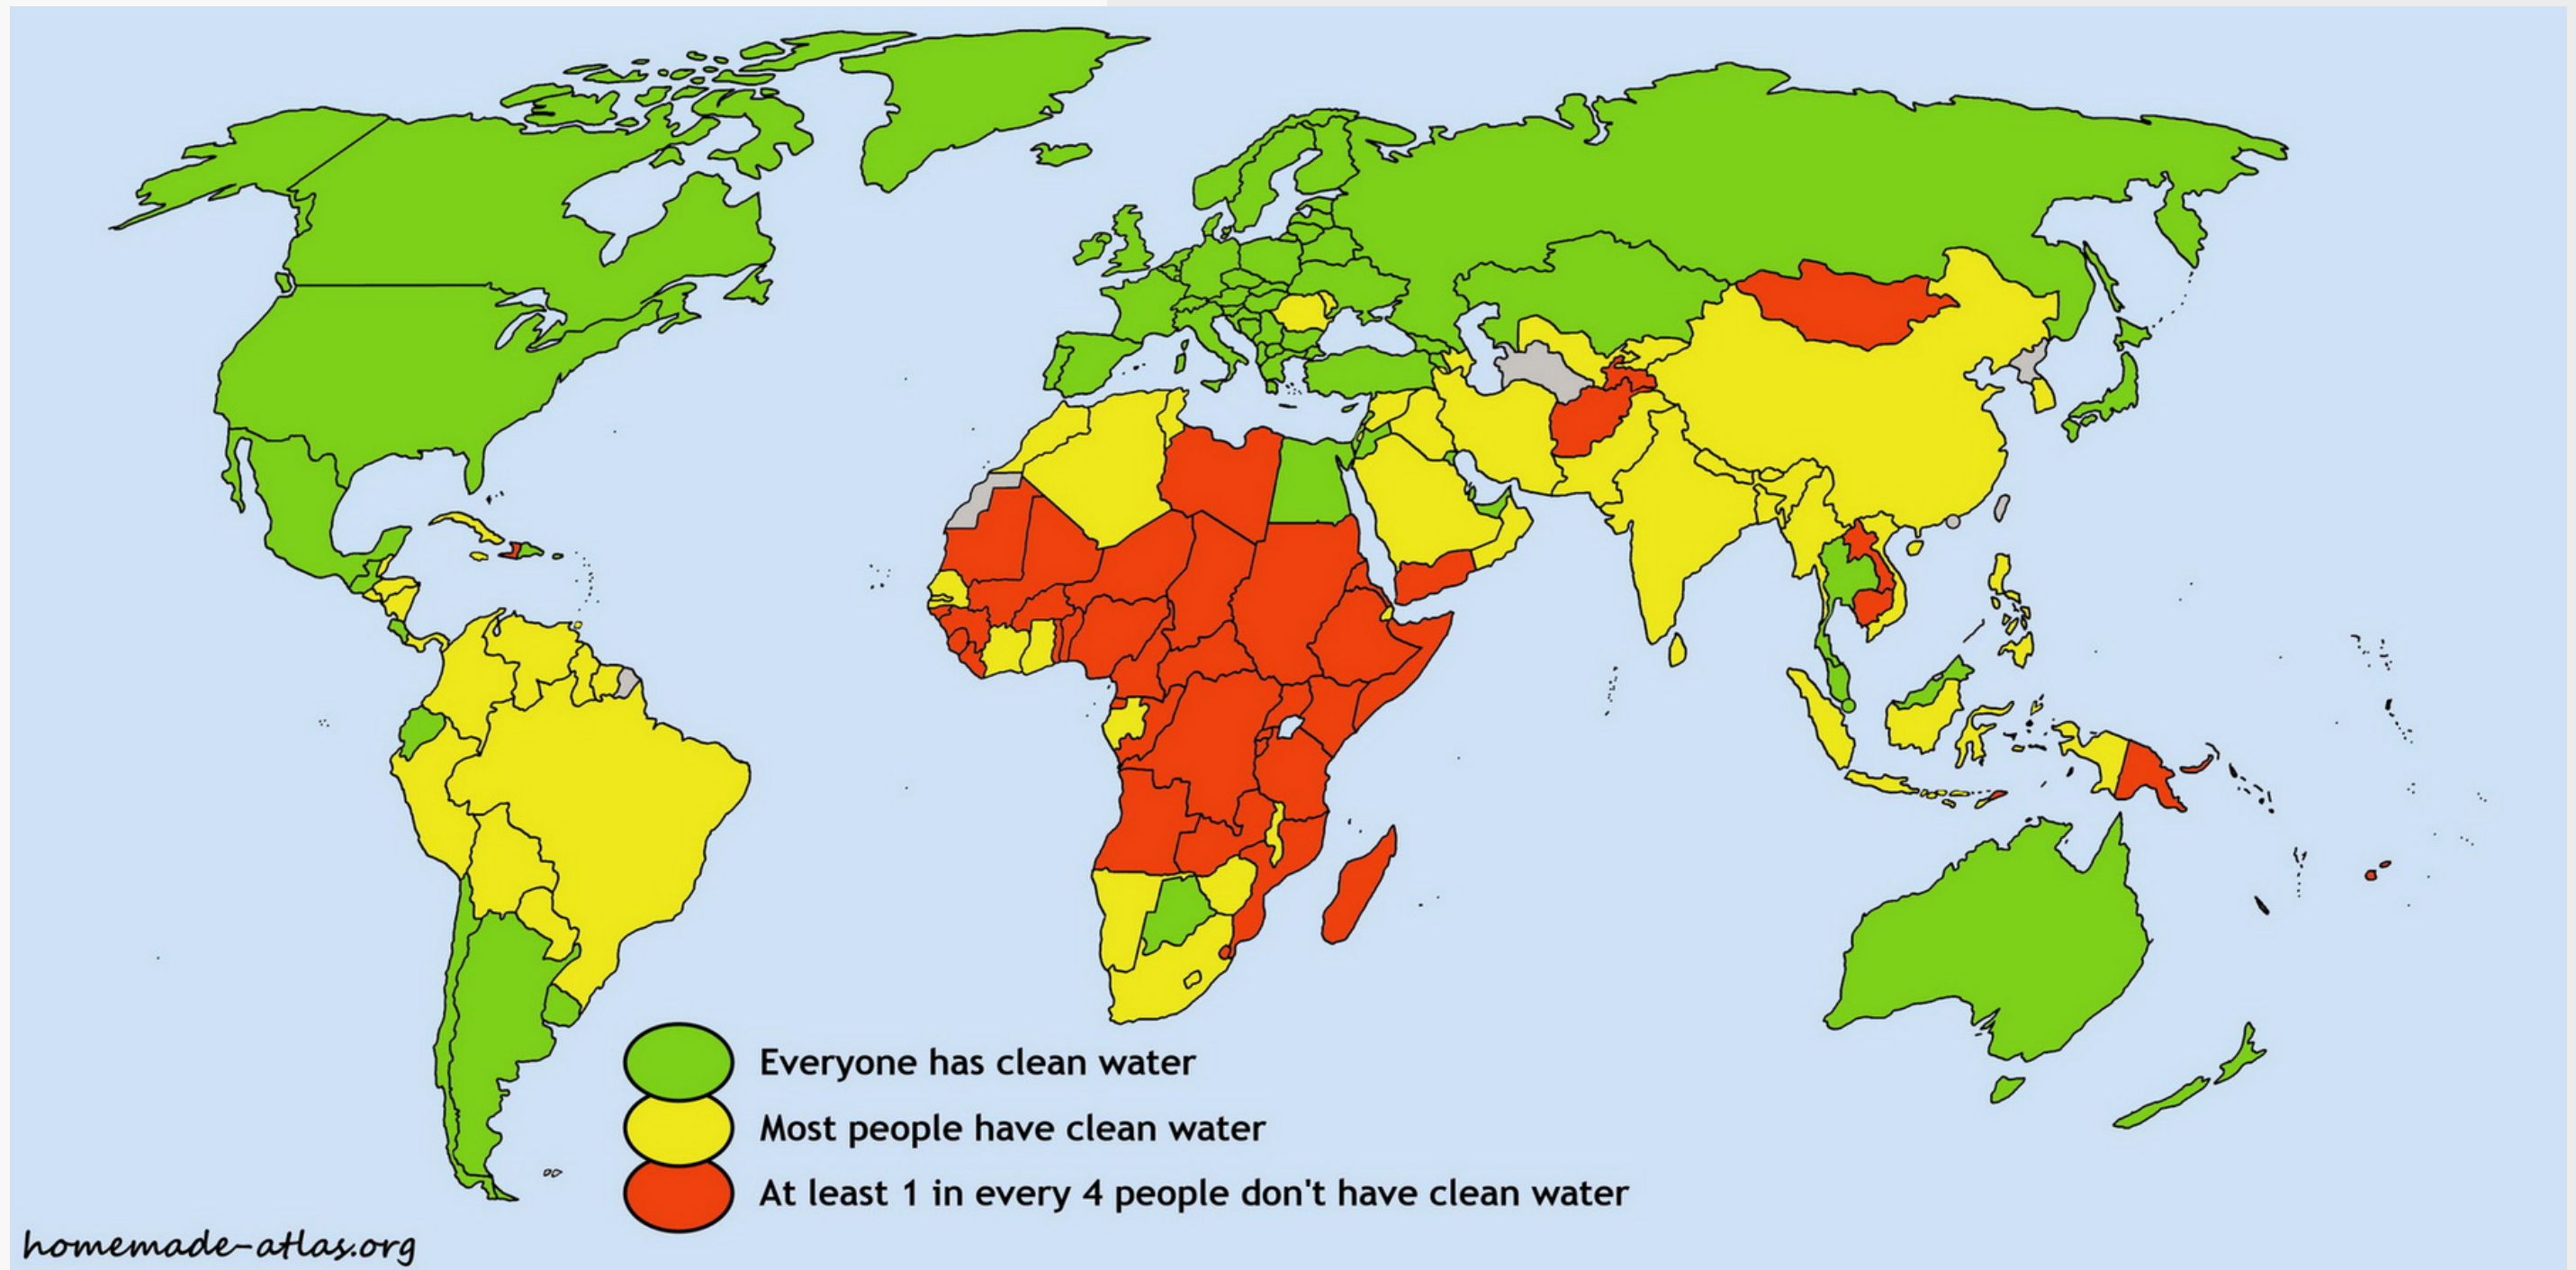 Everyone has clean water
Most people have clean water
At least 1 in every 4 people don't have clean water
homemade-atlas.org